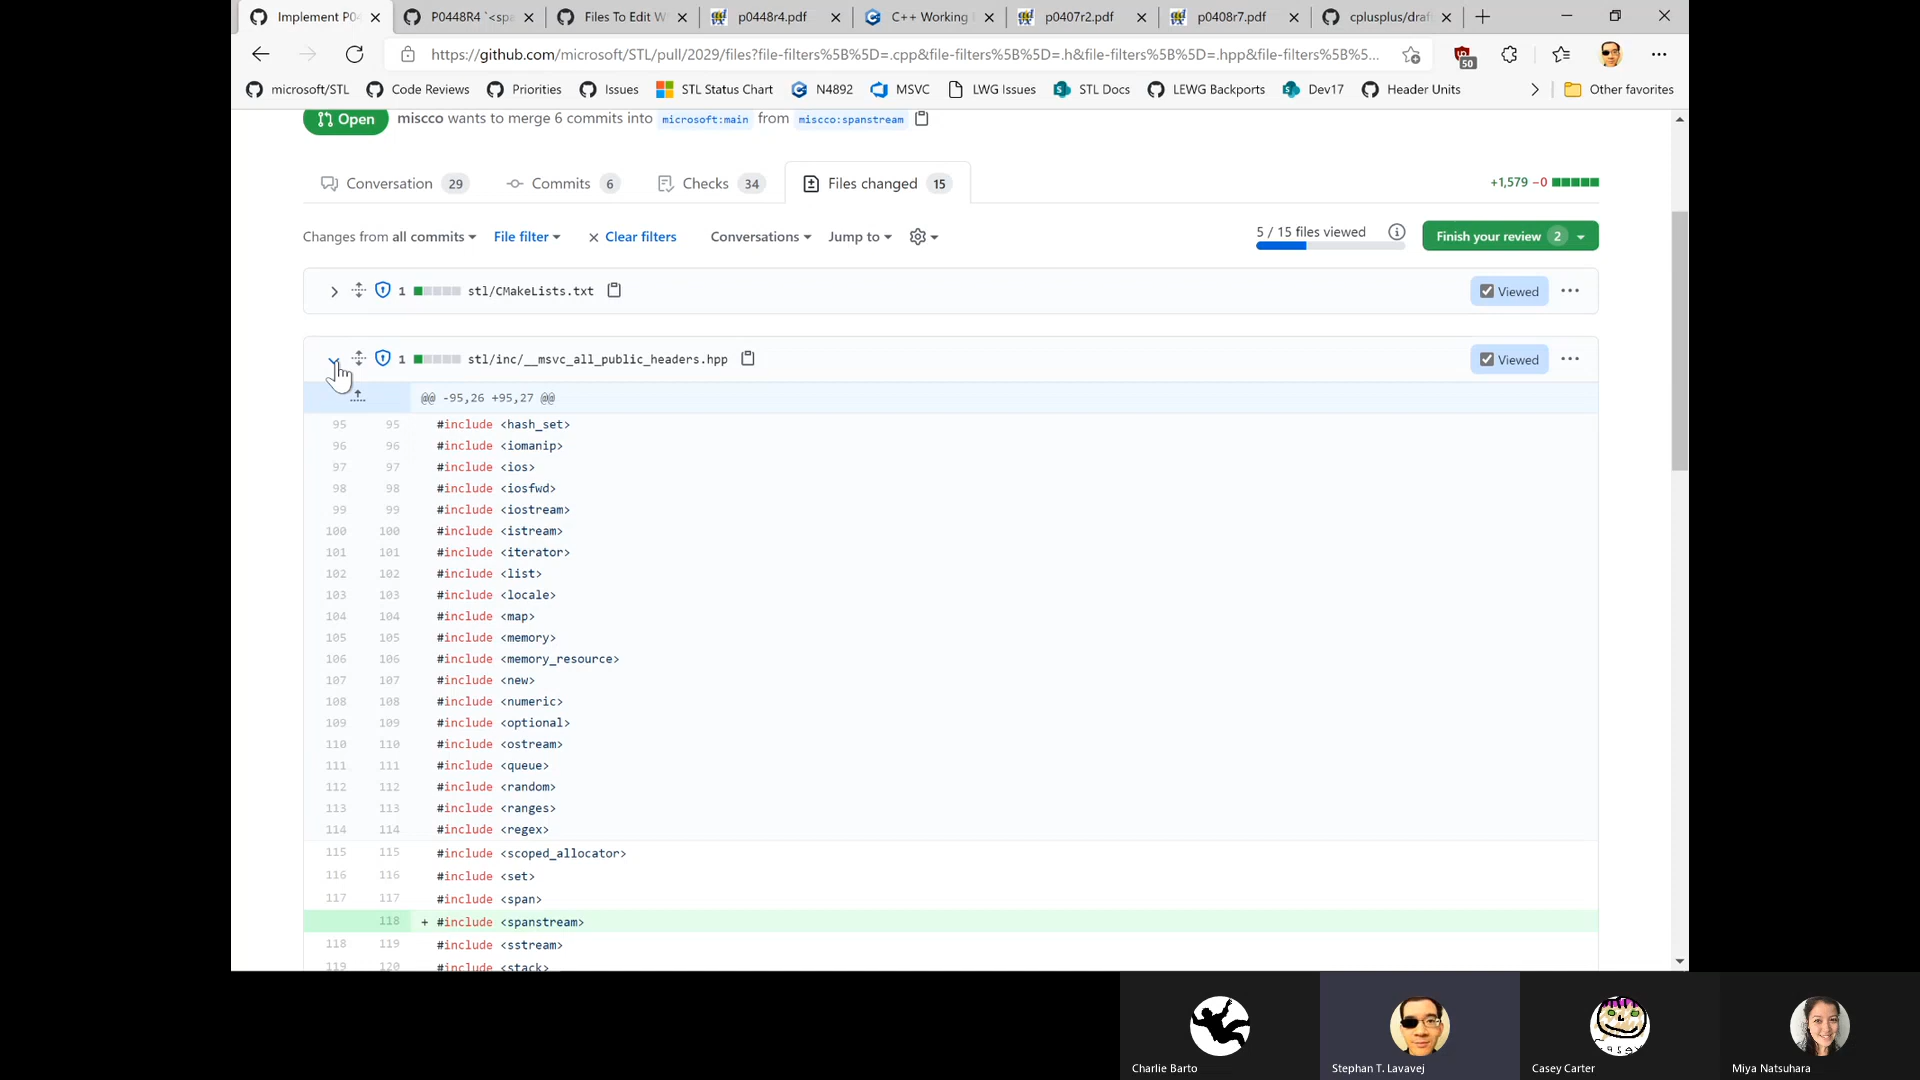 Implement P0
P0448R4 `<spa
Files To Edit W
p0448r4.pdf
C++ Working
p0407r2.pdf
p0408r7.pdf
cplusplus/draf
https://github.com/microsoft/STL/pull/2029/files?file-filters%5B%5D=.cpp&file-filters%5B%5D=.h&file-filters%5B%5D=.hpp&file-filters%5B%5...
50
microsoft/STL
Code Reviews
Priorities
Issues
STL Status Chart
N4892
MSVC
LWG Issues
STL Docs
LEWG Backports
Dev17
Header Units
Other favorites
Open miscco wants to merge 6 commits into microsoft:main from miscco:spanstream
Conversation 29
Commits 6
Checks 34
Files changed 15
+1,579 −0
Changes from all commits
File filter
Clear filters
Conversations
Jump to
5 / 15 files viewed
Finish your review 2
1 stl/CMakeLists.txt
Viewed
1 stl/inc/__msvc_all_public_headers.hpp
Viewed
@@ -95,26 +95,27 @@
95 95 #include <hash_set>
96 96 #include <iomanip>
97 97 #include <ios>
98 98 #include <iosfwd>
99 99 #include <iostream>
100 100 #include <istream>
101 101 #include <iterator>
102 102 #include <list>
103 103 #include <locale>
104 104 #include <map>
105 105 #include <memory>
106 106 #include <memory_resource>
107 107 #include <new>
108 108 #include <numeric>
109 109 #include <optional>
110 110 #include <ostream>
111 111 #include <queue>
112 112 #include <random>
113 113 #include <ranges>
114 114 #include <regex>
115 115 #include <scoped_allocator>
116 116 #include <set>
117 117 #include <span>
118 + #include <spanstream>
118 119 #include <sstream>
119 120 #include <stack>
Charlie Barto
Stephan T. Lavavej
Casey Carter
Miya Natsuhara